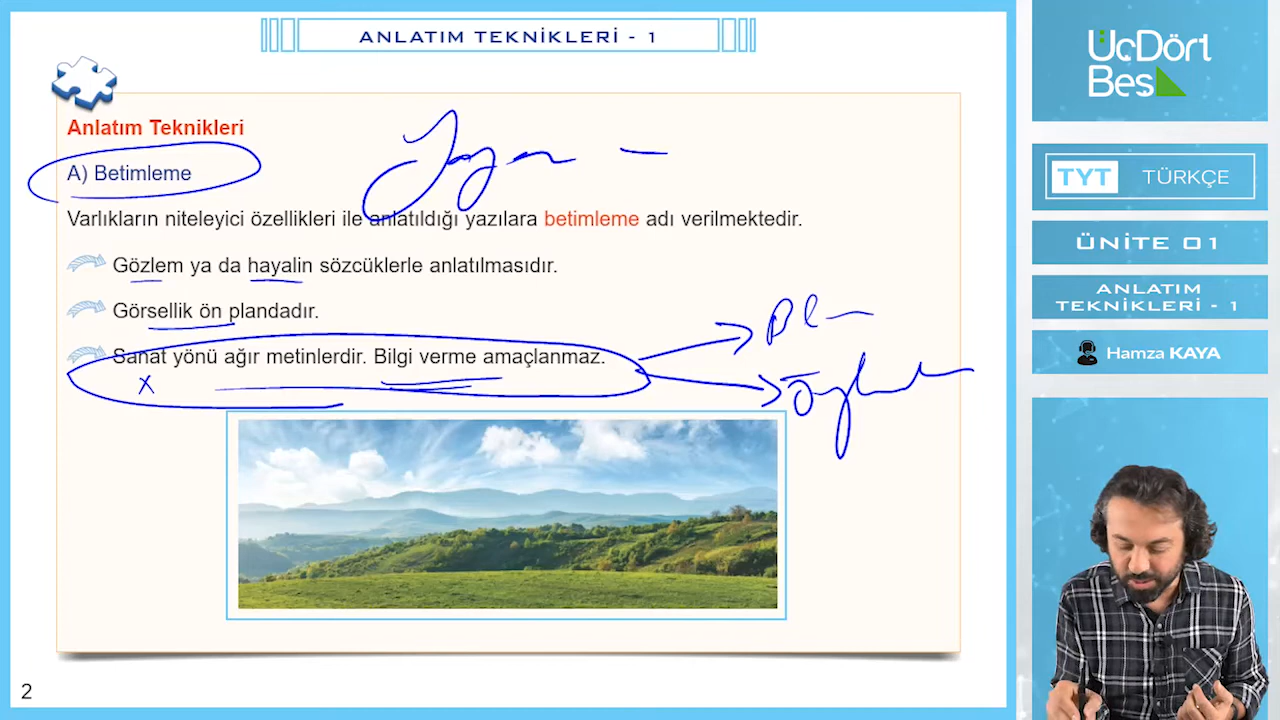 ANLATIM TEKNİKLERİ - 1
Anlatım Teknikleri
A) Betimleme
Varlıkların niteleyici özellikleri ile anlatıldığı yazılara betimleme adı verilmektedir.
Gözlem ya da hayalin sözcüklerle anlatılmasıdır.
Görsellik ön plandadır.
Sanat yönü ağır metinlerdir. Bilgi verme amaçlanmaz.
2
ÜçDört
Beş
TYT TÜRKÇE
ÜNİTE 01
ANLATIM
TEKNİKLERİ - 1
Hamza KAYA